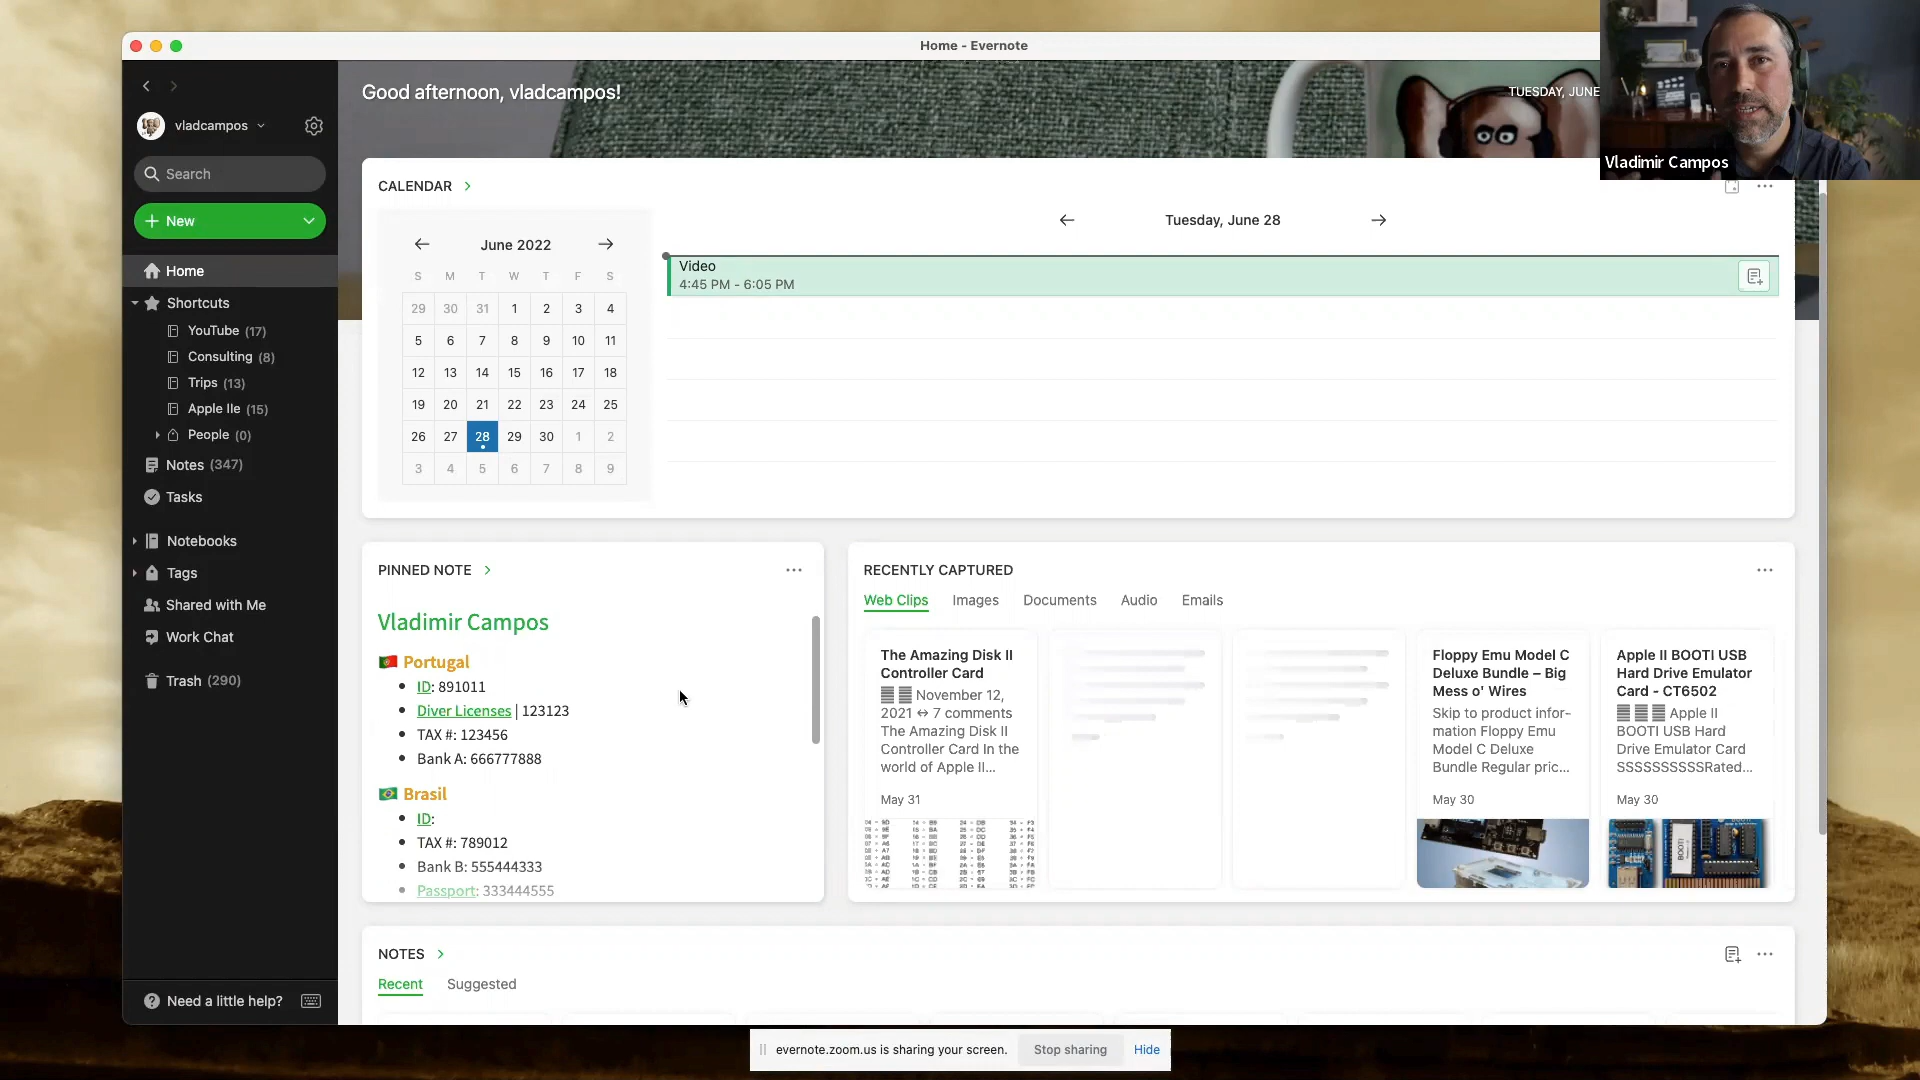 Home - Evernote
vladcampos
Search
New
Home
Shortcuts
YouTube (17)
Consulting (8)
Trips (13)
Apple IIe (15)
People (0)
Notes (347)
Tasks
Notebooks
Tags
Shared with Me
Work Chat
Trash (290)
Need a little help?
Good afternoon, vladcampos!
TUESDAY, JUNE
Vladimir Campos
CALENDAR
June 2022
S M T W T F S
29 30 31 1 2 3 4
5 6 7 8 9 10 11
12 13 14 15 16 17 18
19 20 21 22 23 24 25
26 27 28 29 30 1 2
3 4 5 6 7 8 9
Tuesday, June 28
Video
4:45 PM - 6:05 PM
PINNED NOTE
Vladimir Campos
🇵🇹 Portugal
• ID: 891011
• Diver Licenses | 123123
• TAX #: 123456
• Bank A: 666777888
🇧🇷 Brasil
• ID:
• TAX #: 789012
• Bank B: 555444333
• Passport: 333444555
RECENTLY CAPTURED
Web Clips Images Documents Audio Emails
The Amazing Disk II
Controller Card
November 12,
2021 ↔ 7 comments
The Amazing Disk II
Controller Card In the
world of Apple II...
May 31
Floppy Emu Model C
Deluxe Bundle – Big
Mess o' Wires
Skip to product infor-
mation Floppy Emu
Model C Deluxe
Bundle Regular pric...
May 30
Apple II BOOTI USB
Hard Drive Emulator
Card - CT6502
Apple II
BOOTI USB Hard
Drive Emulator Card
SSSSSSSSSSRated...
May 30
BOOTI
NOTES
Recent Suggested
evernote.zoom.us is sharing your screen. Stop sharing Hide